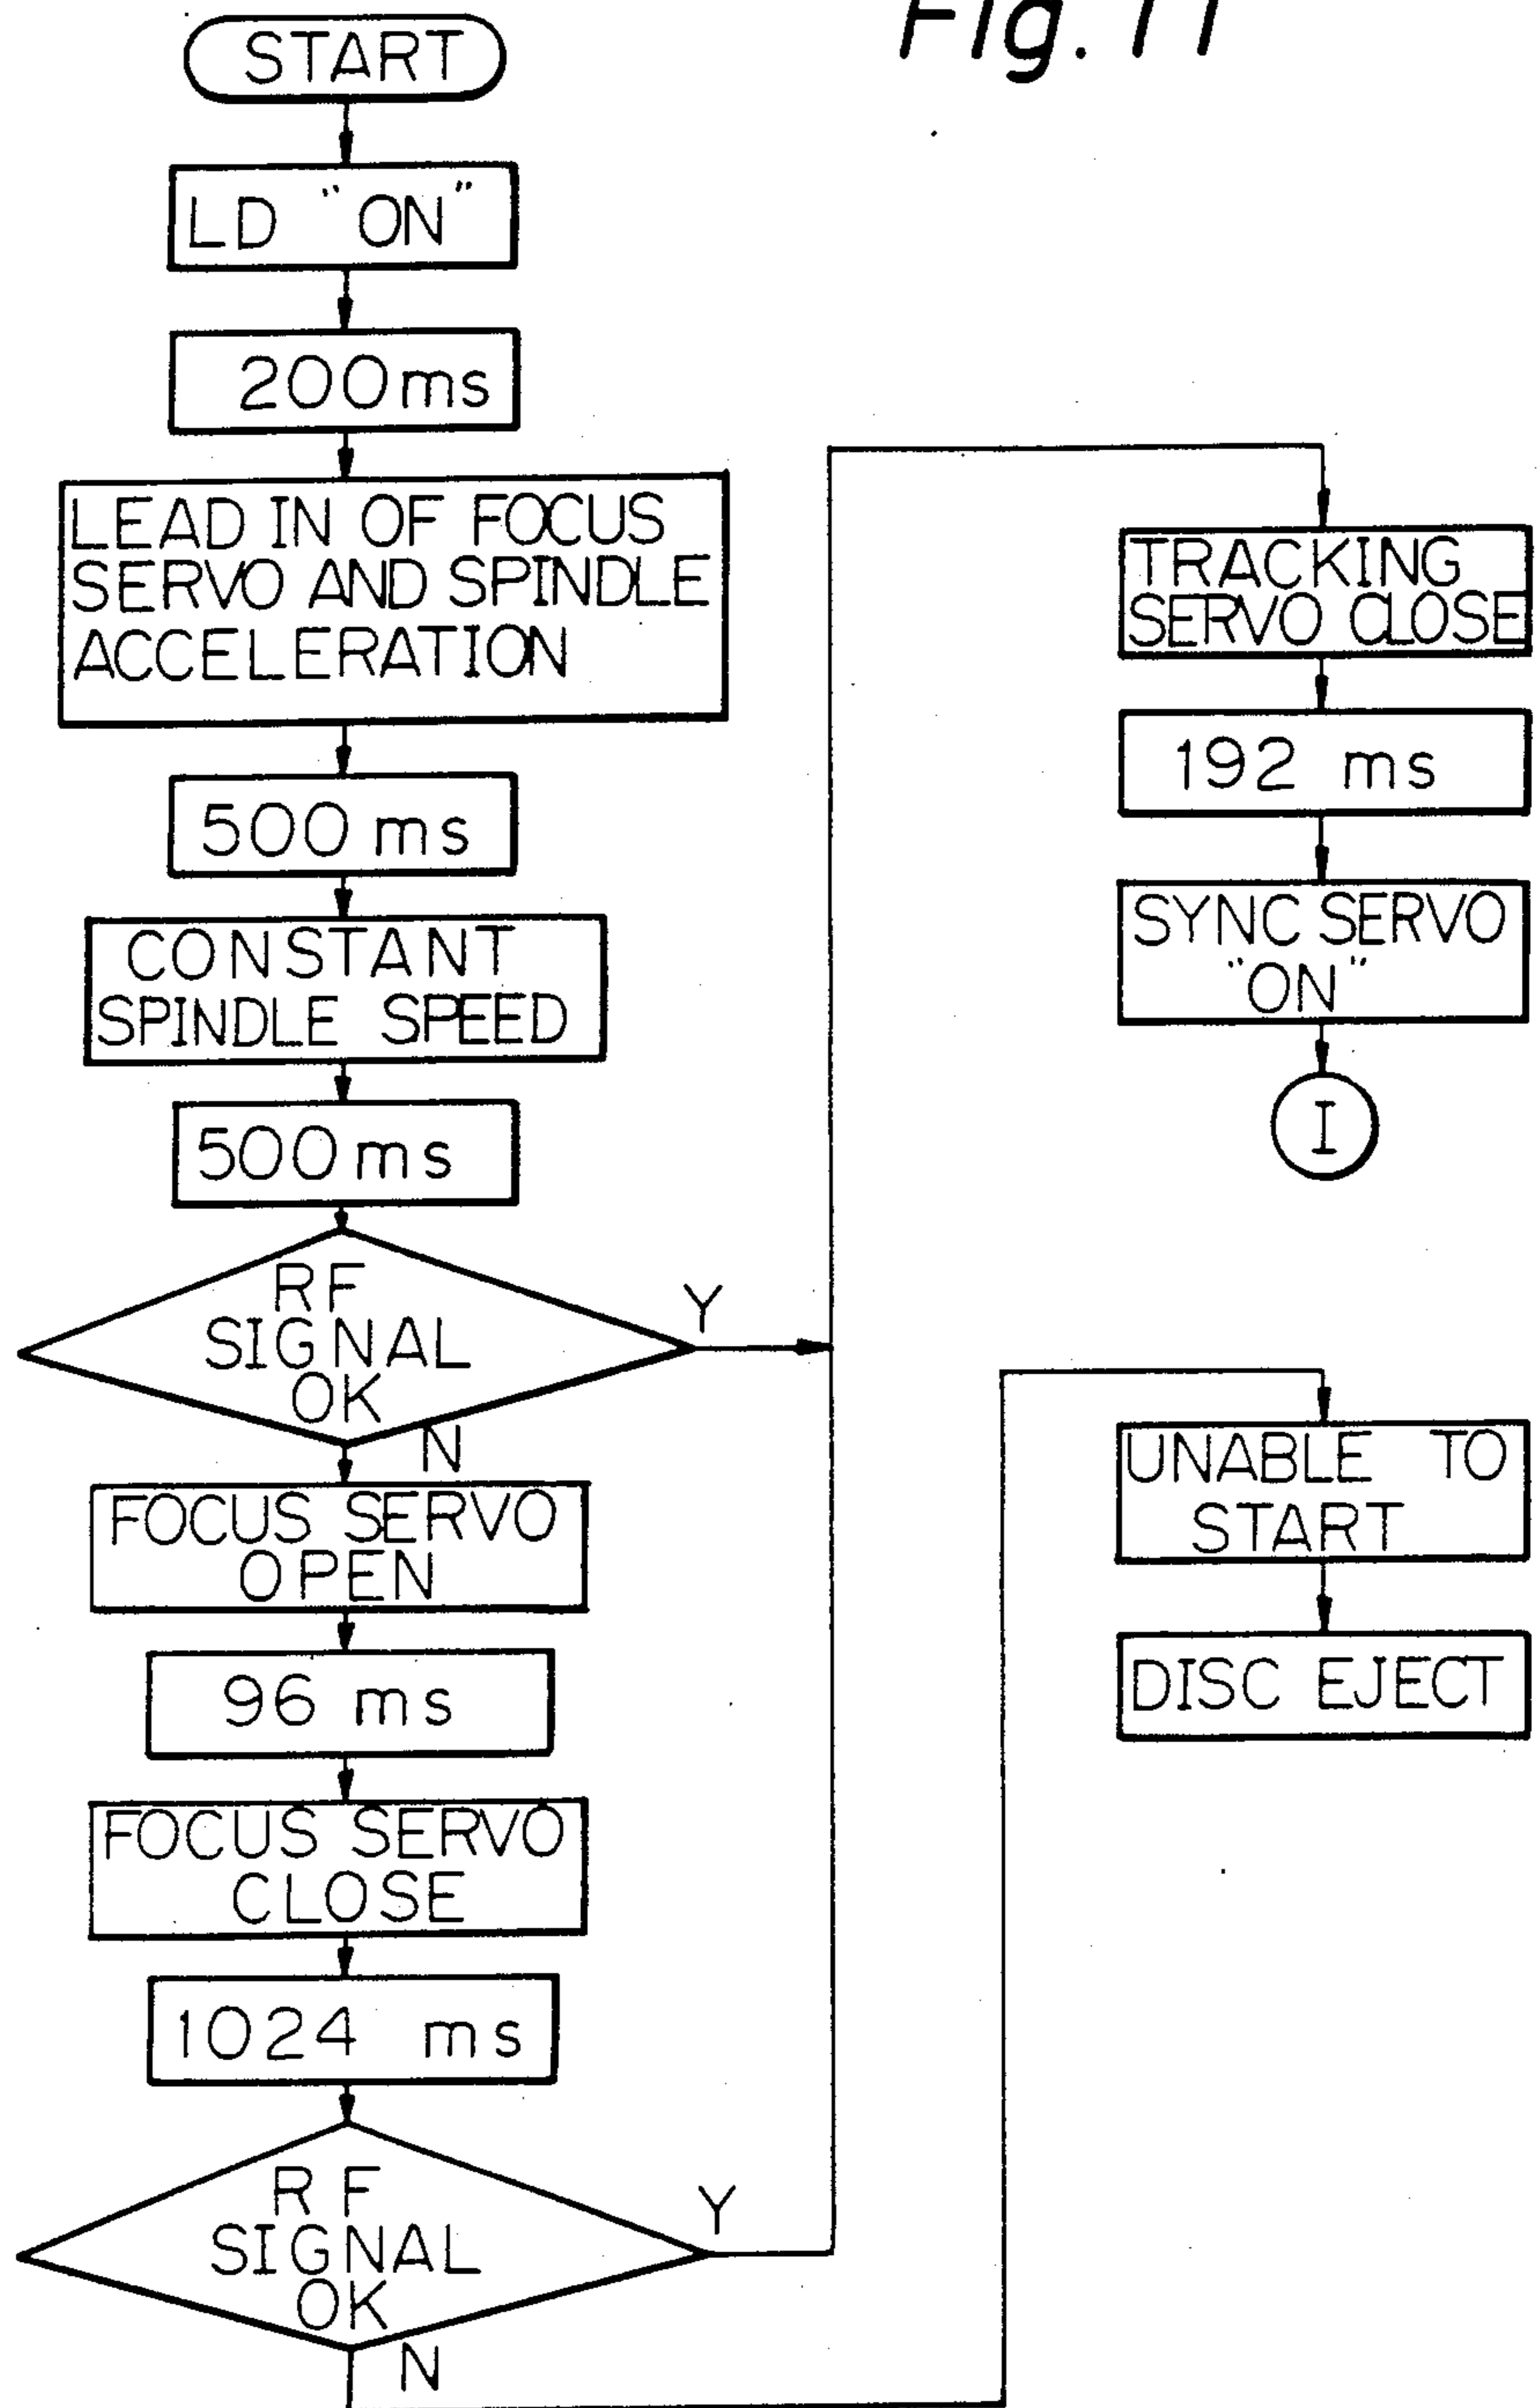 Fig. 11
START
LD "ON"
200ms
LEAD IN OF FOCUS
SERVO AND SPINDLE
ACCELERATION
500 ms
CONSTANT
SPINDLE SPEED
500 ms
RF
SIGNAL
OK
Y
N
FOCUS SERVO
OPEN
96 ms
FOCUS SERVO
CLOSE
1024 ms
RF
SIGNAL
OK
Y
N
TRACKING
SERVO CLOSE
192 ms
SYNC SERVO
"ON"
I
UNABLE TO
START
DISC EJECT